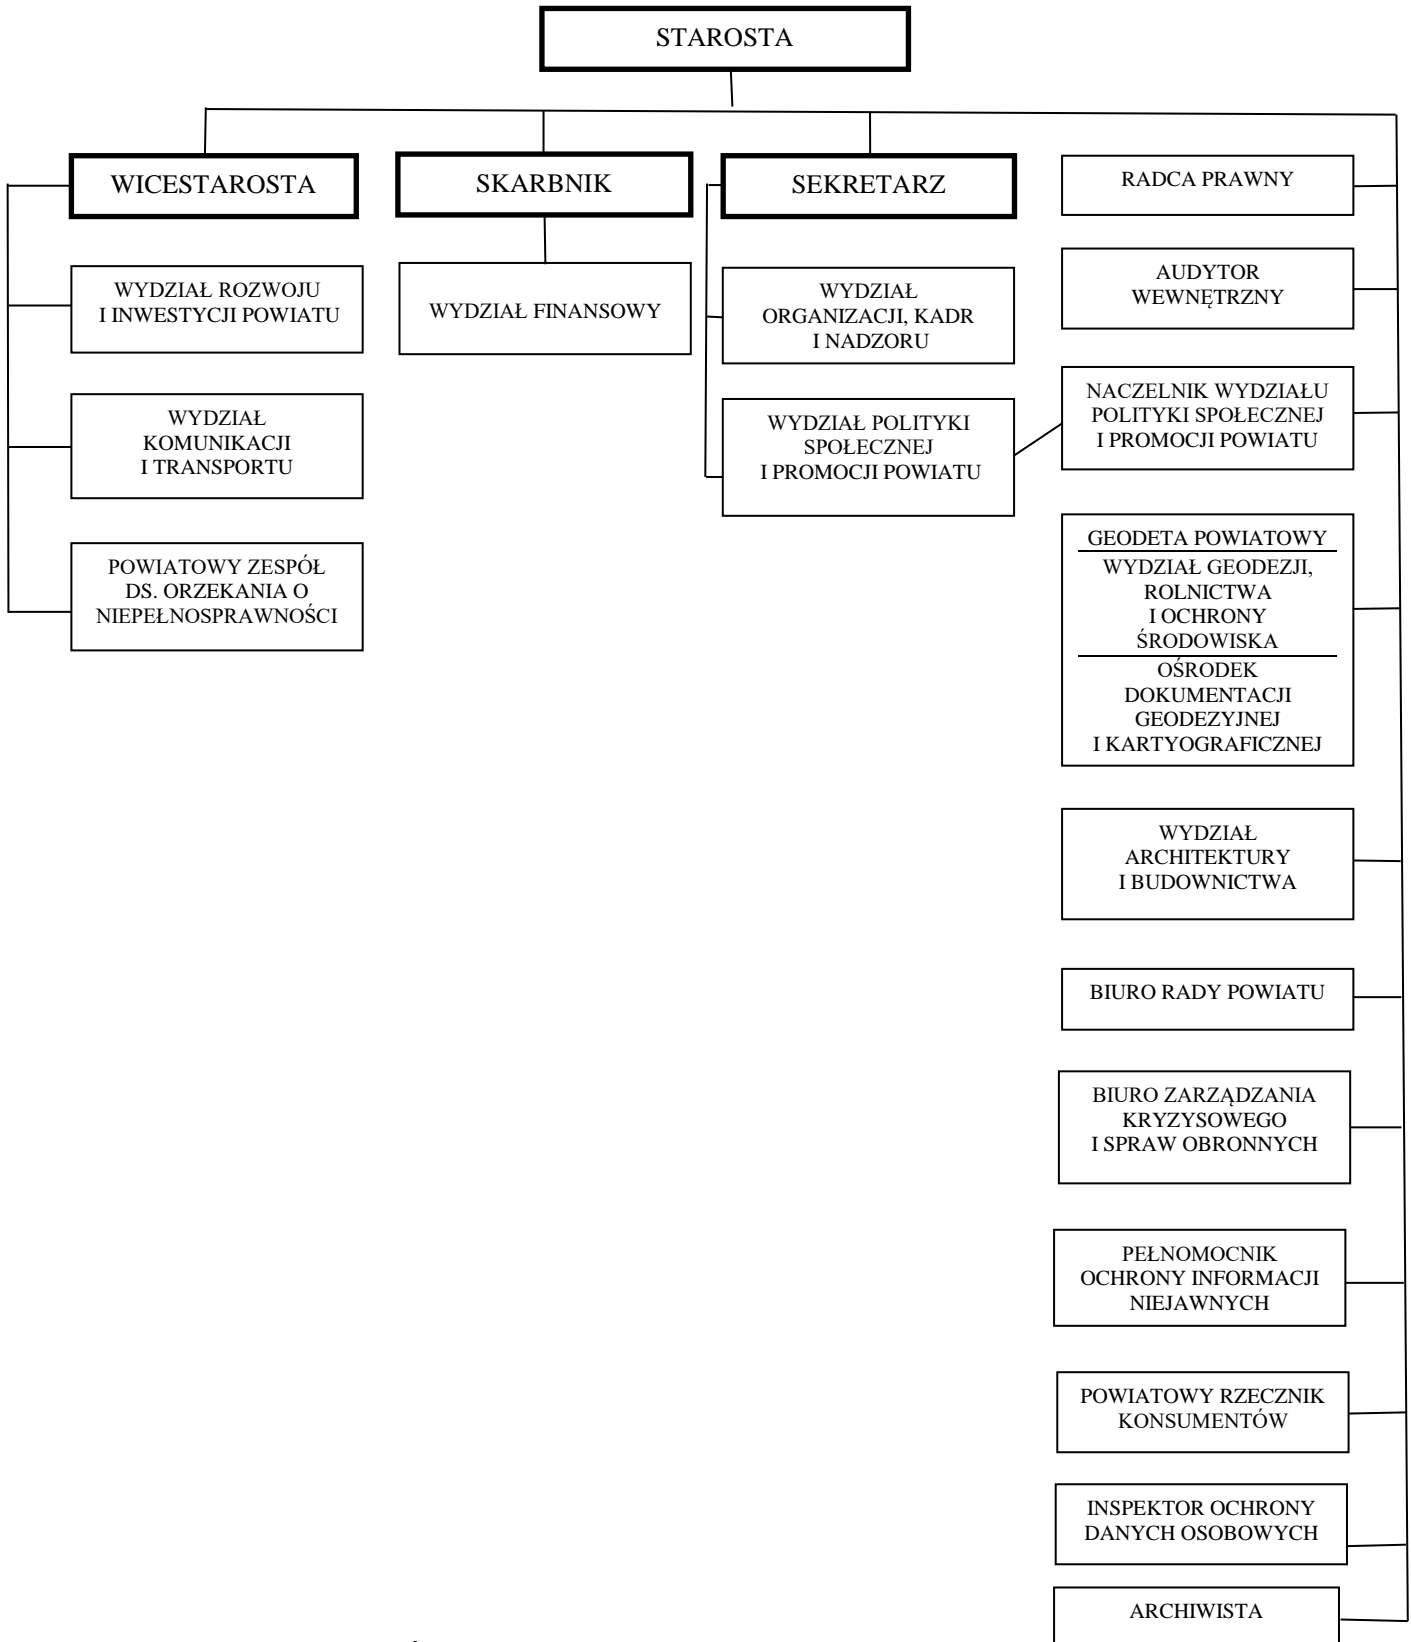 STAROSTA
WICESTAROSTA
SKARBNIK
SEKRETARZ
RADCA PRAWNY
WYDZIAŁ ROZWOJU
I INWESTYCJI POWIATU
WYDZIAŁ
KOMUNIKACJI
I TRANSPORTU
POWIATOWY ZESPÓŁ
DS. ORZEKANIA O
NIEPEŁNOSPRAWNOŚCI
WYDZIAŁ FINANSOWY
WYDZIAŁ
ORGANIZACJI, KADR
I NADZORU
WYDZIAŁ POLITYKI
SPOŁECZNEJ
I PROMOCJI POWIATU
AUDYTOR
WEWNĘTRZNY
NACZELNIK WYDZIAŁU
POLITYKI SPOŁECZNEJ
I PROMOCJI POWIATU
GEODETA POWIATOWY
WYDZIAŁ GEODEZJI,
ROLNICTWA
I OCHRONY
ŚRODOWISKA
OŚRODEK
DOKUMENTACJI
GEODEZYJNEJ
I KARTYOGRAFICZNEJ
WYDZIAŁ
ARCHITEKTURY
I BUDOWNICTWA
BIURO RADY POWIATU
BIURO ZARZĄDZANIA
KRYZYSOWEGO
I SPRAW OBRONNYCH
PEŁNOMOCNIK
OCHRONY INFORMACJI
NIEJAWNYCH
POWIATOWY RZECZNIK
KONSUMENTÓW
INSPEKTOR OCHRONY
DANYCH OSOBOWYCH
ARCHIWISTA